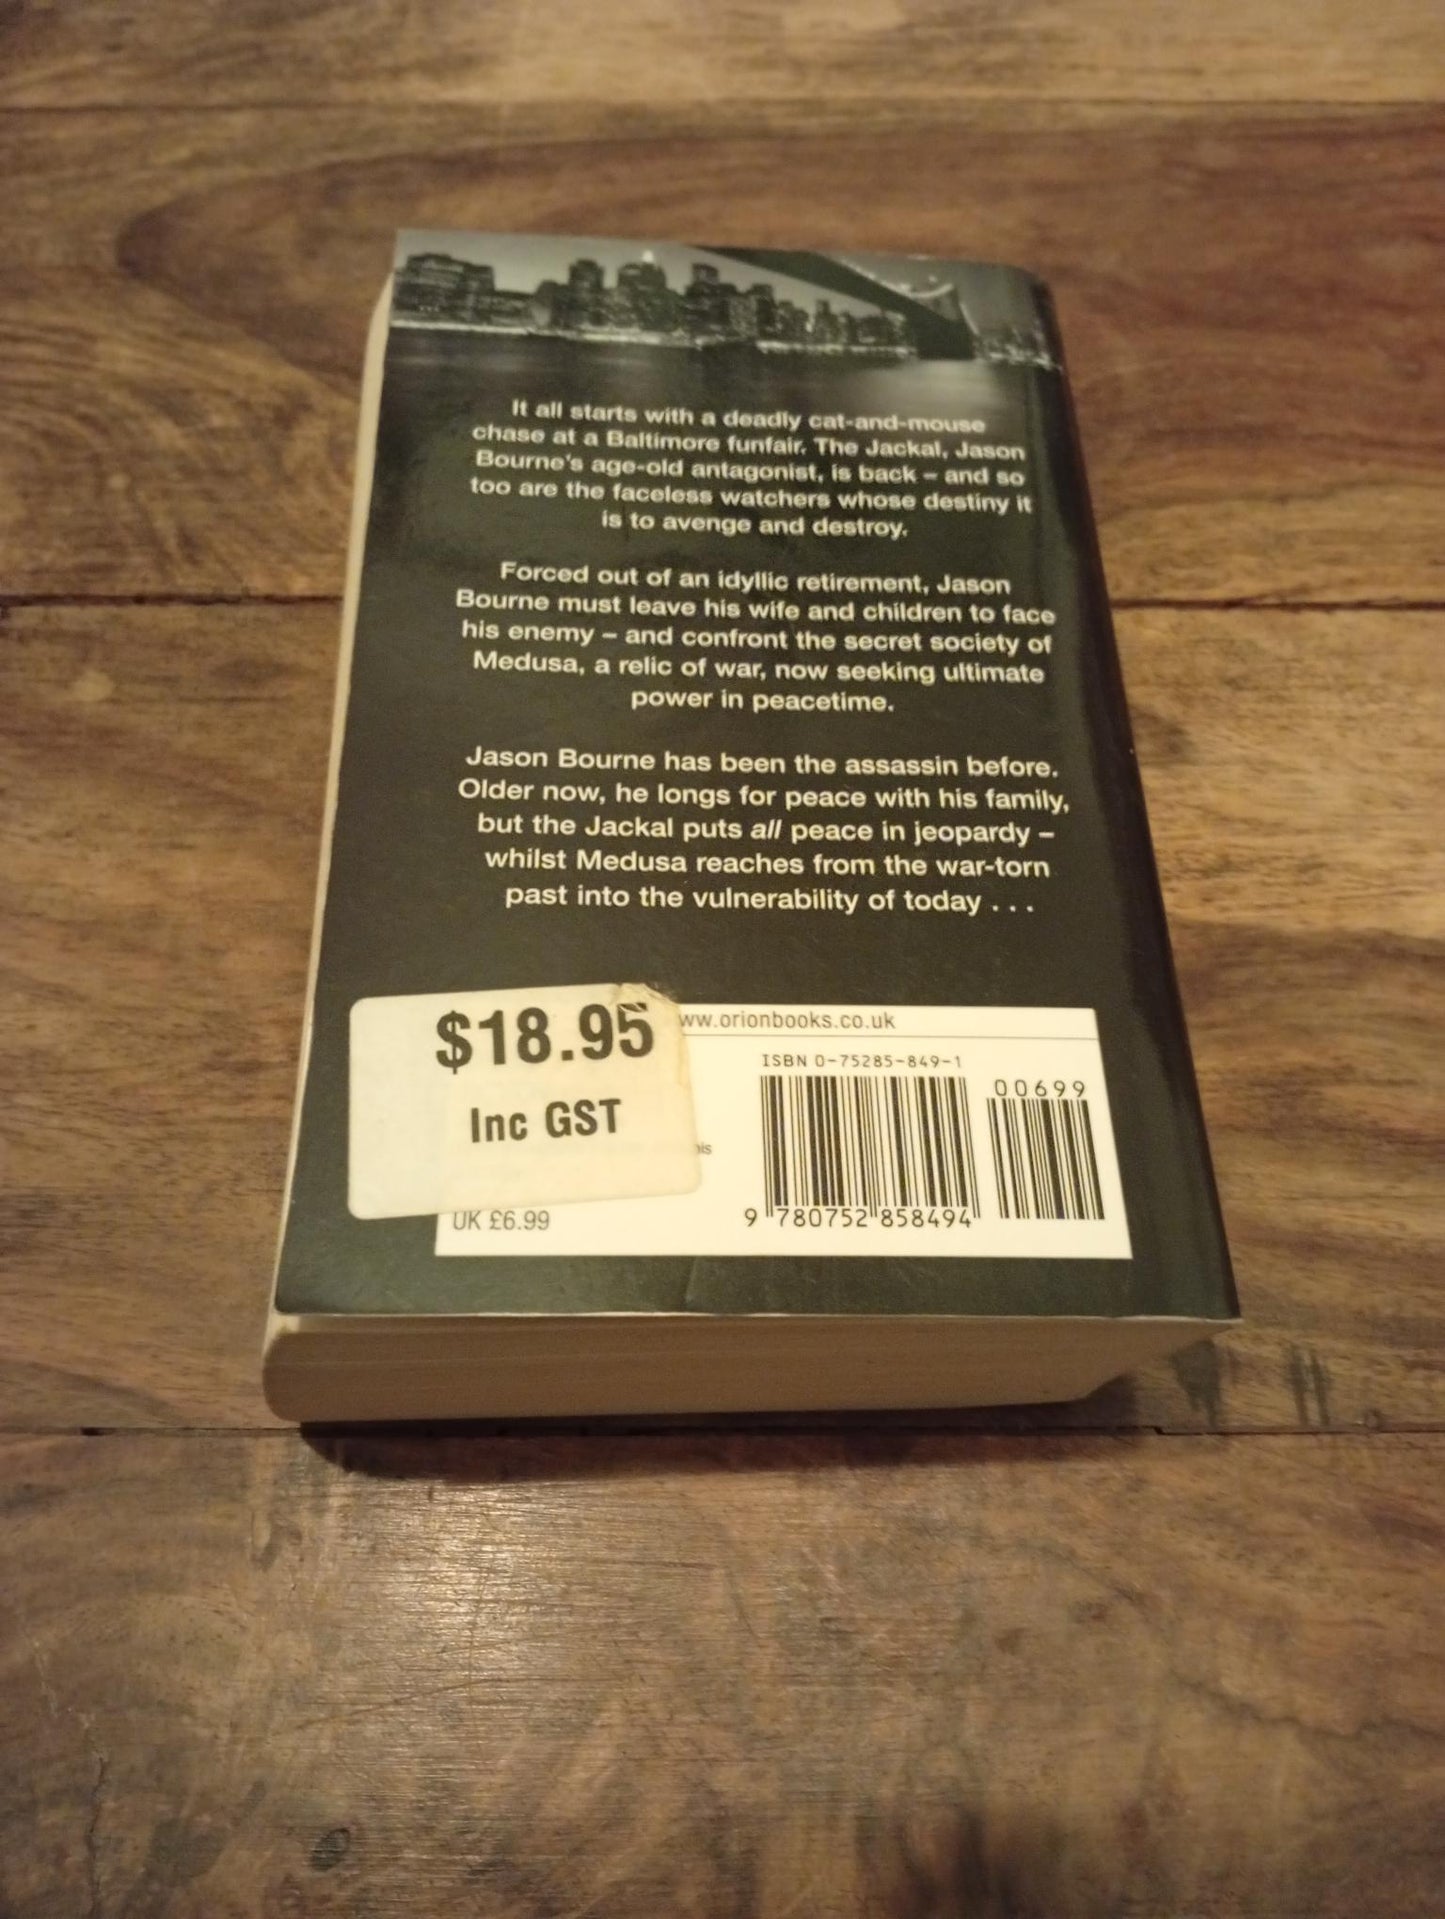 It all starts with a deadly cat-and-mouse
chase at a Baltimore funfair. The Jackal, Jason
Bourne's age-old antagonist, is back – and so
too are the faceless watchers whose destiny it
is to avenge and destroy.
Forced out of an idyllic retirement, Jason
Bourne must leave his wife and children to face
his enemy – and confront the secret society of
Medusa, a relic of war, now seeking ultimate
power in peacetime.
Jason Bourne has been the assassin before.
Older now, he longs for peace with his family,
but the Jackal puts all peace in jeopardy –
whilst Medusa reaches from the war-torn
past into the vulnerability of today . . .
$18.95
Inc GST
ww.orionbooks.co.uk
ISBN 0-75285-849-1
00699
9 780752 858494
UK £6.99